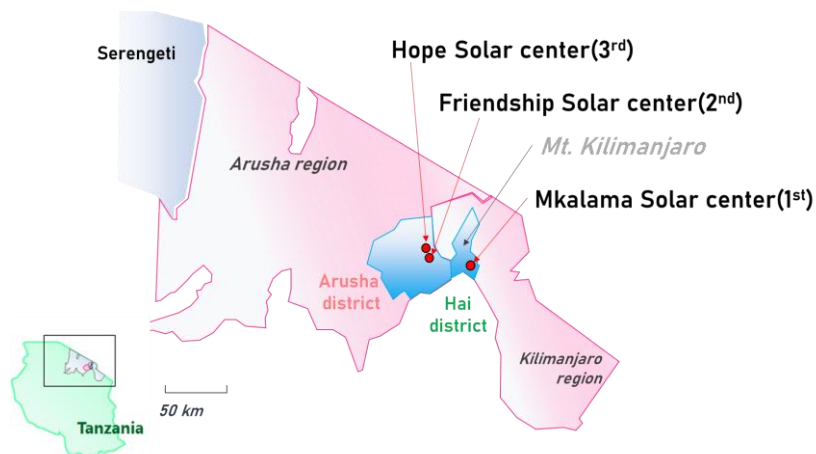 Hope Solar center(3rd)
Serengeti
Friendship Solar center(2nd)
Mt. Kilimanjaro
Arusha region
Mkalama Solar center(1st)
Arusha
district
Hai
district
Kilimanjaro
region
50 km
Tanzania